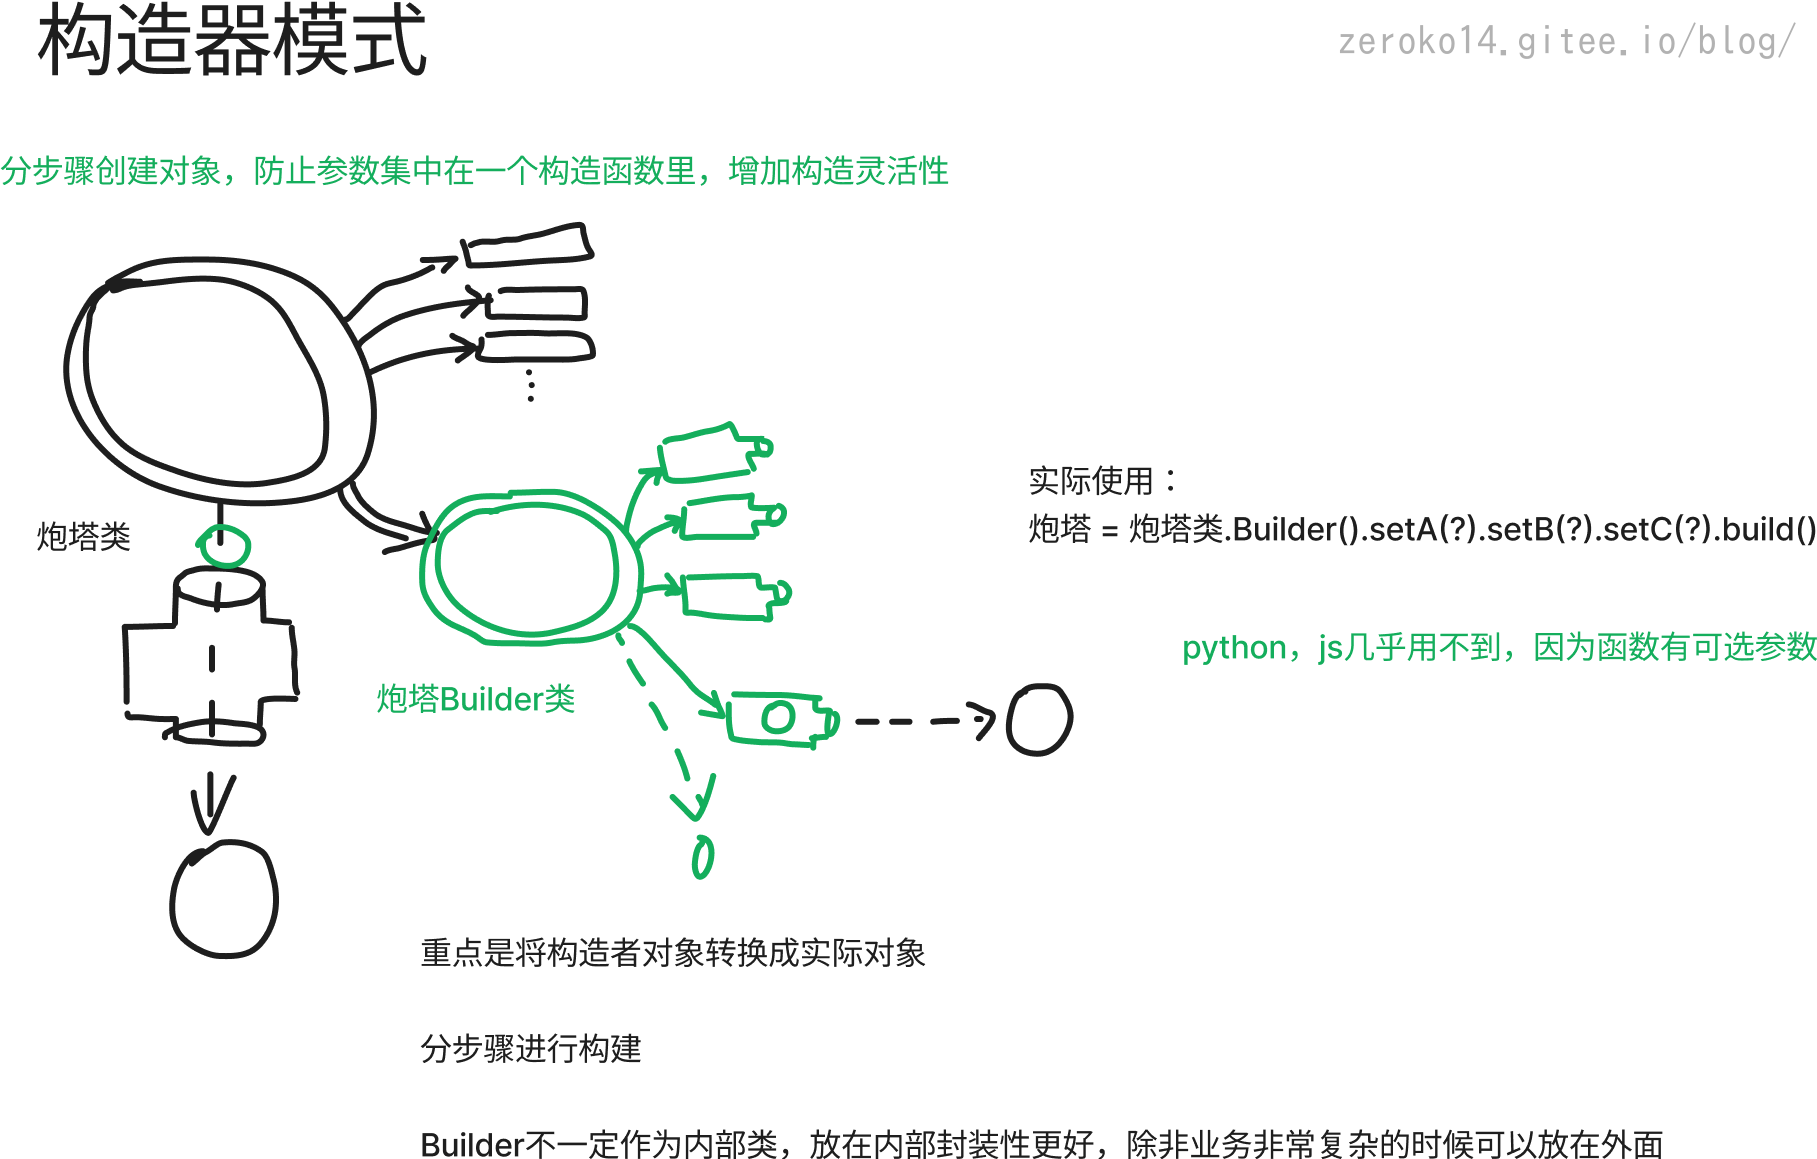 构造器模式
zeroko14.gitee.io/blog/
分步骤创建对象，防止参数集中在一个构造函数里，增加构造灵活性
炮塔类
实际使用：
炮塔 = 炮塔类.Builder().setA(?).setB(?).setC(?).build()
python，js几乎用不到，因为函数有可选参数
炮塔Builder类
重点是将构造者对象转换成实际对象
分步骤进行构建
Builder不一定作为内部类，放在内部封装性更好，除非业务非常复杂的时候可以放在外面